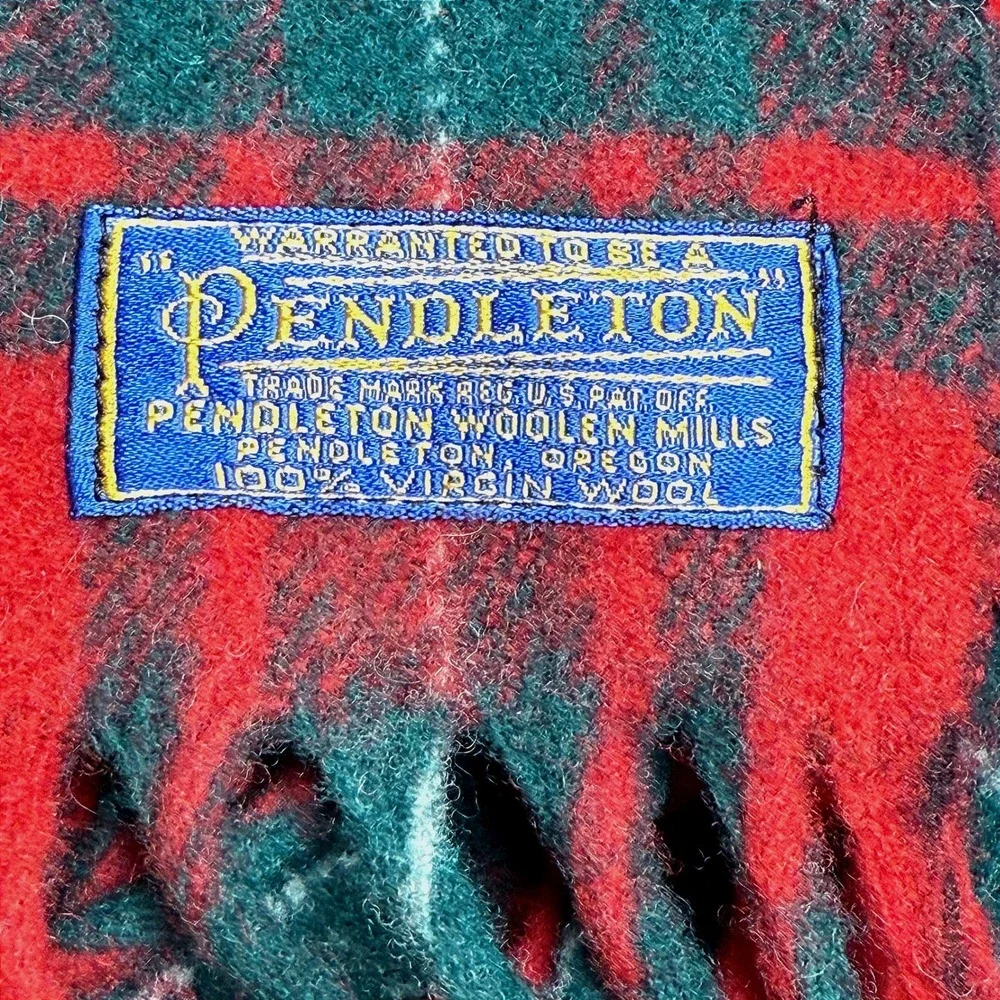 WARRANTED TO BE A
"PENDLETON"
TRADE MARK REG. U.S. PAT. OFF.
PENDLETON WOOLEN MILLS
PENDLETON, OREGON
100% VIRGIN WOOL